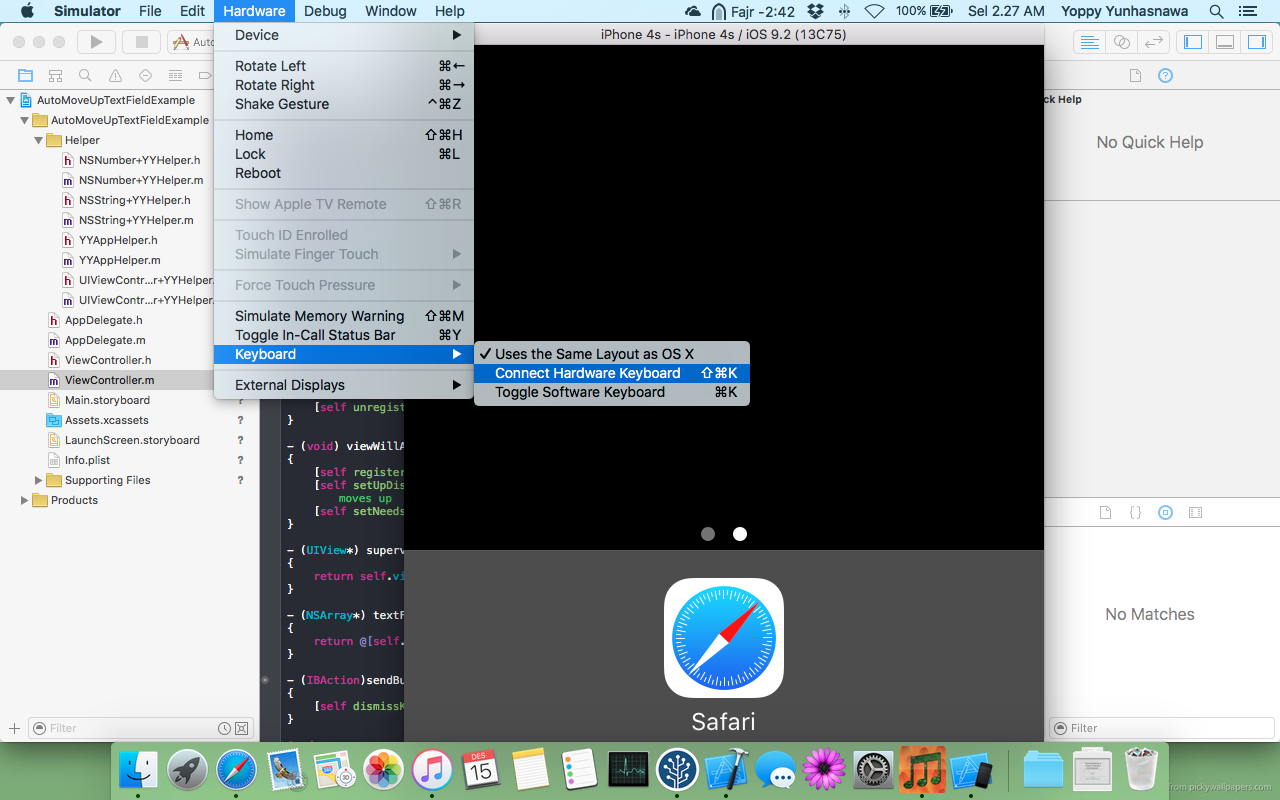 Simulator File Edit Hardware Debug Window Help Fajr -2:42 100% Sel 2.27 AM Yoppy Yunhasnawa
iPhone 4s - iPhone 4s / iOS 9.2 (13C75)
Device
Rotate Left ⌘←
Rotate Right ⌘→
Shake Gesture ^⌘Z
Home ⇧⌘H
Lock ⌘L
Reboot
Show Apple TV Remote ⇧⌘R
Touch ID Enrolled
Simulate Finger Touch
Force Touch Pressure
Simulate Memory Warning ⇧⌘M
Toggle In-Call Status Bar ⌘Y
Keyboard
External Displays
✓ Uses the Same Layout as OS X
Connect Hardware Keyboard ⇧⌘K
Toggle Software Keyboard ⌘K
AutoMoveUpTextFieldExample
AutoMoveUpTextFieldExample
Helper
h NSNumber+YYHelper.h
m NSNumber+YYHelper.m
h NSString+YYHelper.h
m NSString+YYHelper.m
h YYAppHelper.h
m YYAppHelper.m
h UIViewContr...r+YYHelper.
m UIViewContr...r+YYHelper.
h AppDelegate.h
m AppDelegate.m
h ViewController.h
m ViewController.m
Main.storyboard ?
Assets.xcassets ?
LaunchScreen.storyboard ?
Info.plist ?
Supporting Files ?
Products
Filter
Auto
[self unregist
}
- (void) viewWillA
{
[self register
[self setUpDis
moves up
[self setNeeds
}
- (UIView*) superv
{
return self.vi
}
- (NSArray*) textF
{
return @[self.
}
- (IBAction)sendBu
{
[self dismissK
}
Safari
ck Help
No Quick Help
{}
No Matches
Filter
DES
15
from pickywallpapers.com